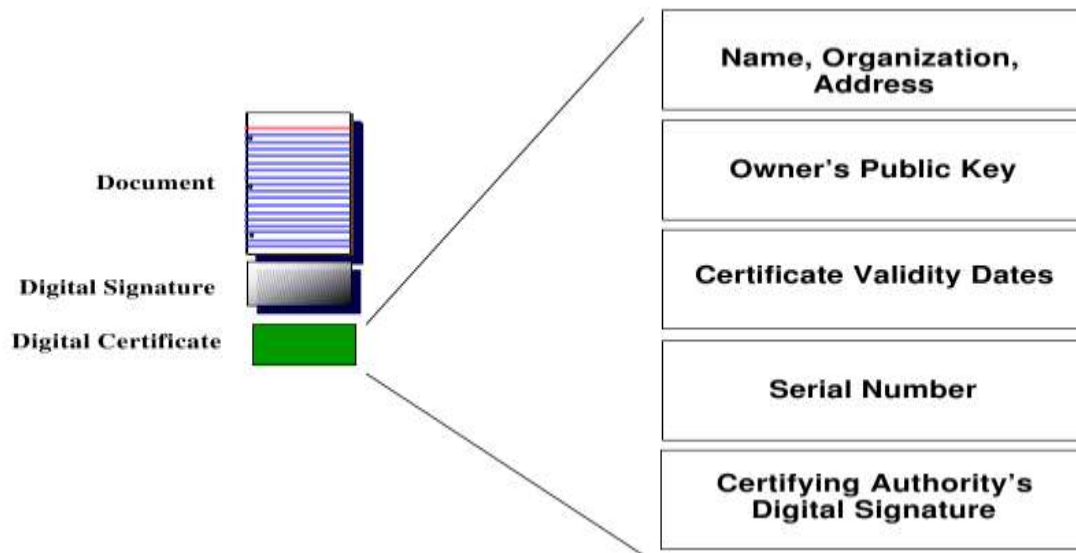 Document
Digital Signature
Digital Certificate
Name, Organization,
Address
Owner's Public Key
Certificate Validity Dates
Serial Number
Certifying Authority's
Digital Signature